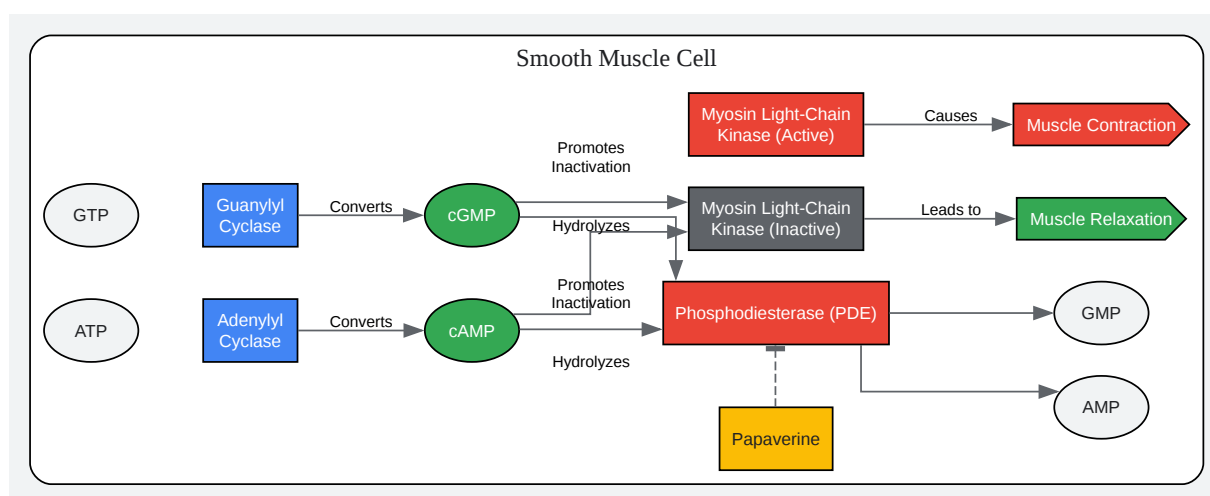 Smooth Muscle Cell
Myosin Light-Chain
Kinase (Active)
Causes
Muscle Contraction
Promotes
Inactivation
GTP
Guanylyl
Cyclase
Converts
cGMP
Myosin Light-Chain
Kinase (Inactive)
Leads to
Muscle Relaxation
Hydrolyzes
Promotes
Inactivation
ATP
Adenylyl
Cyclase
Converts
cAMP
Phosphodiesterase (PDE)
GMP
Hydrolyzes
AMP
Papaverine